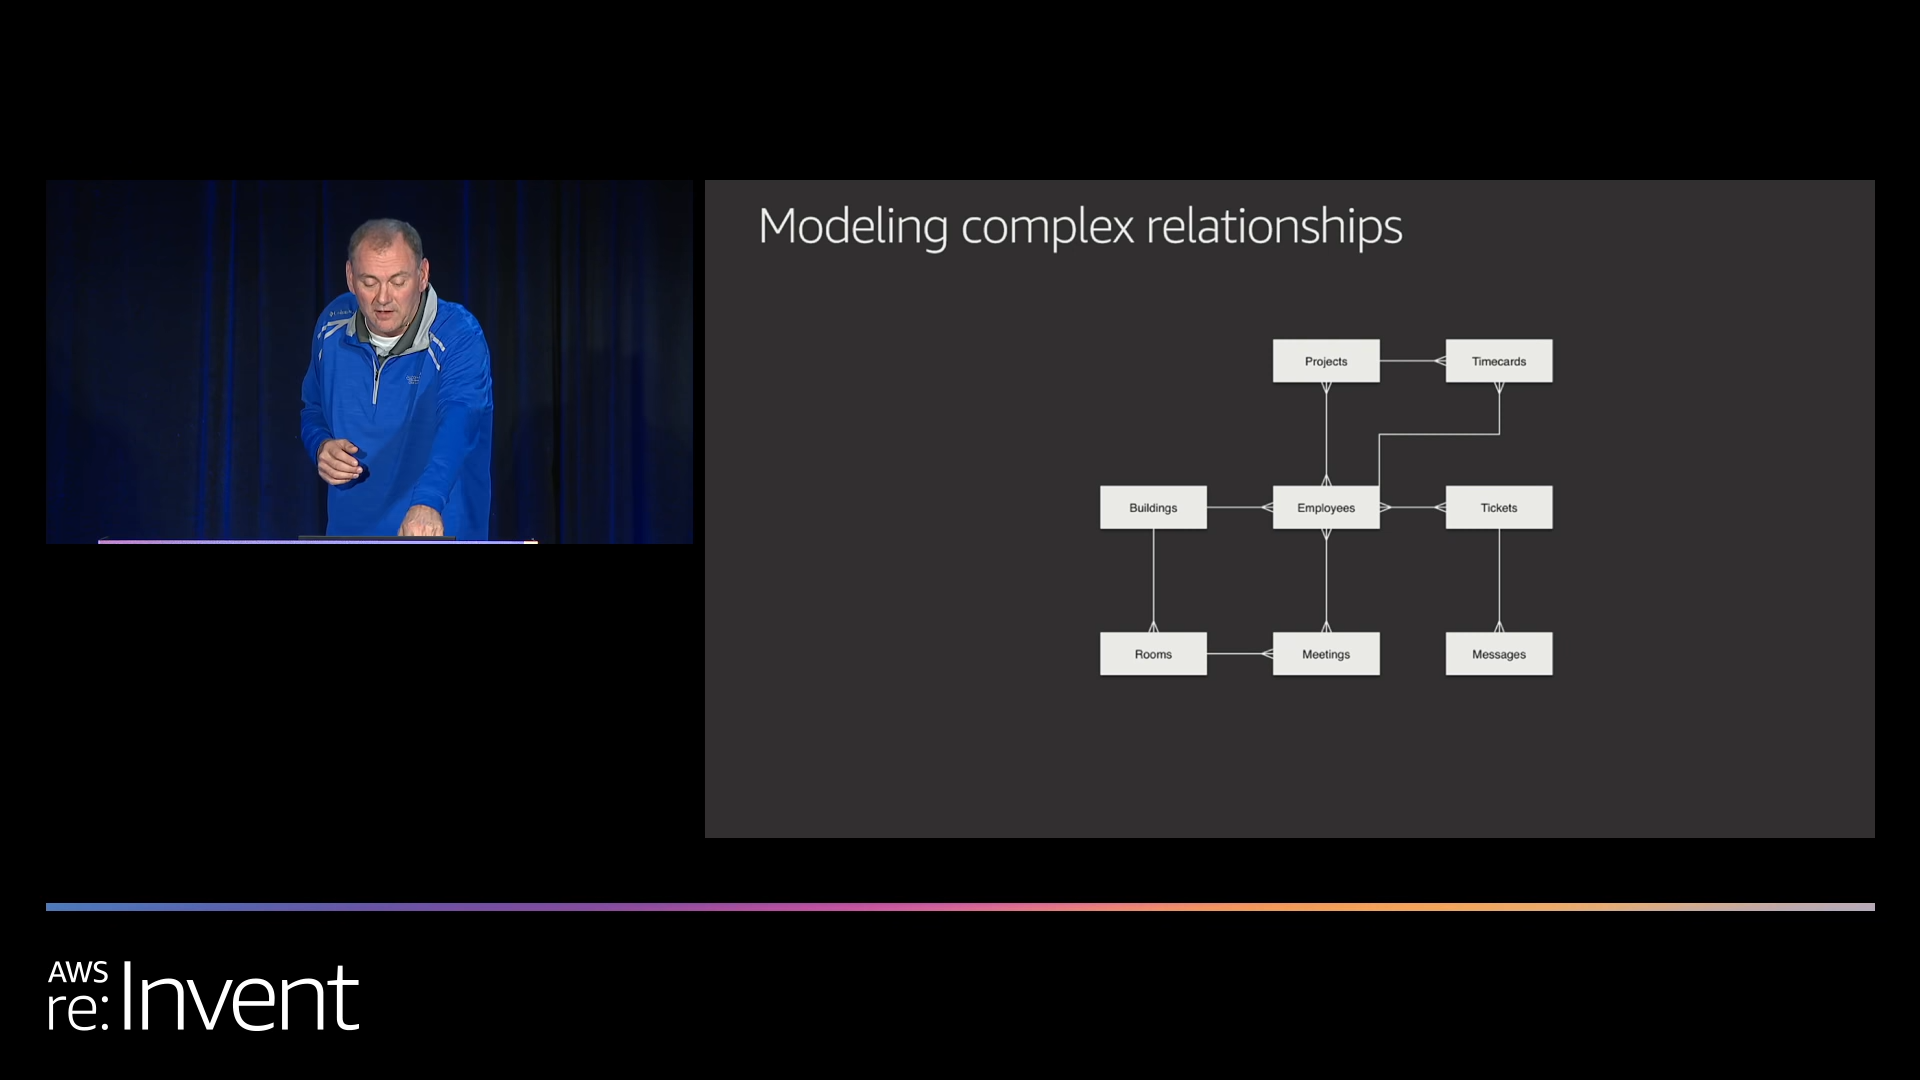 Modeling complex relationships
Projects
Timecards
Buildings
Employees
Tickets
Rooms
Meetings
Messages
AWS
re:Invent